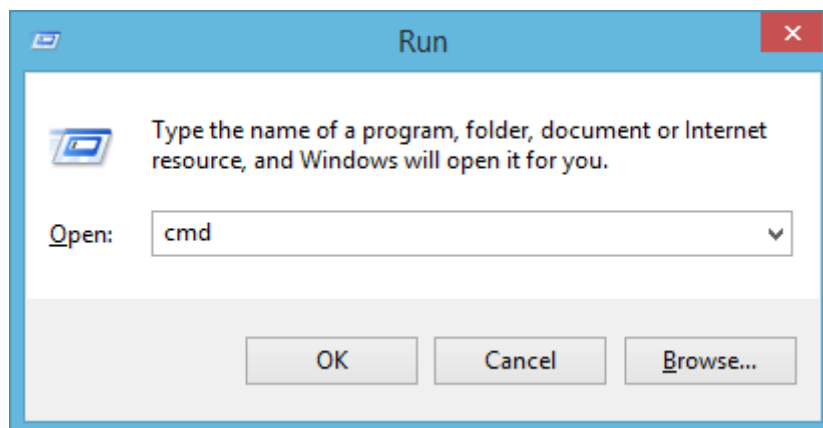 Run
Type the name of a program, folder, document or Internet
resource, and Windows will open it for you.
Open: cmd
OK Cancel Browse...